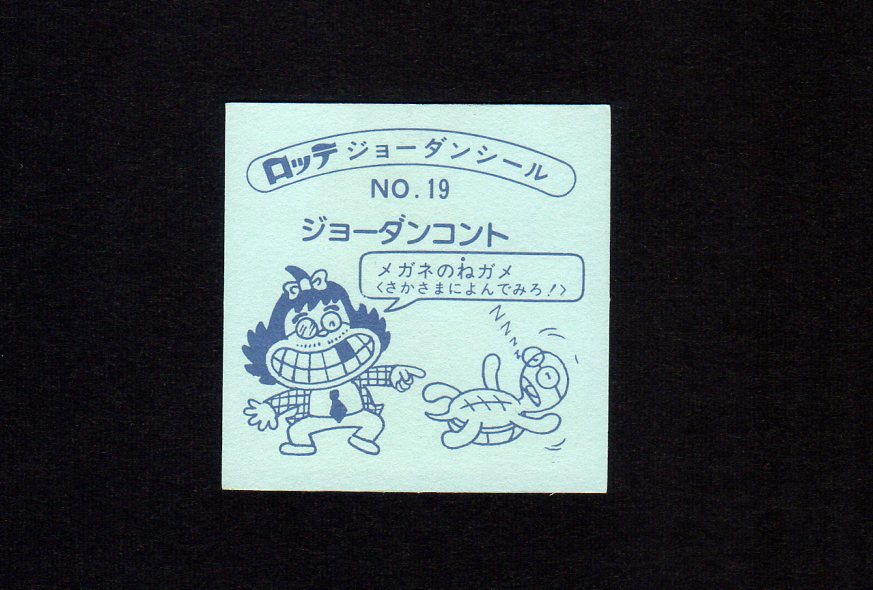 ロッテ ジョーダンシール
NO.19
ジョーダンコント
メガネのねガメ
〈さかさまによんでみろ！〉
ZZZZZ